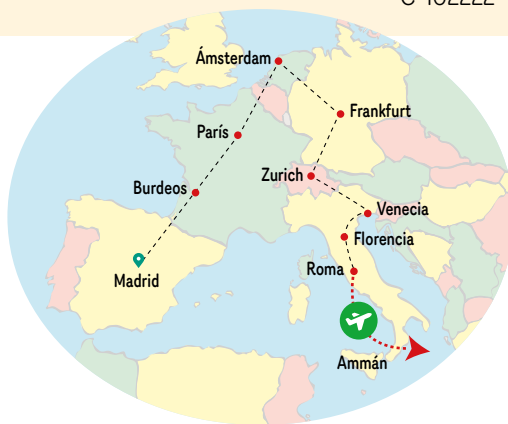 Ámsterdam
Frankfurt
París
Zurich
Burdeos
Venecia
Florencia
Roma
Madrid
Ammán